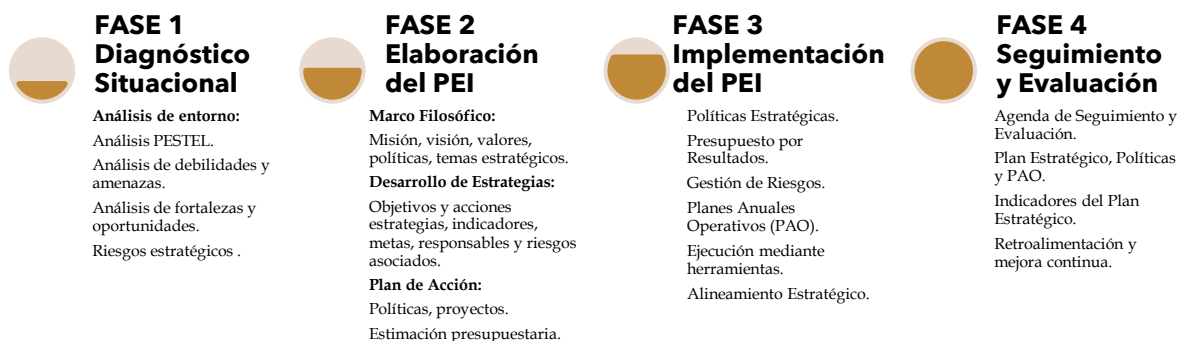 FASE 1
Diagnóstico
Situacional
Análisis de entorno:
Análisis PESTEL.
Análisis de debilidades y
amenazas.
Análisis de fortalezas y
oportunidades.
Riesgos estratégicos .
FASE 2
Elaboración
del PEI
Marco Filosófico:
Misión, visión, valores,
políticas, temas estratégicos.
Desarrollo de Estrategias:
Objetivos y acciones
estrategias, indicadores,
metas, responsables y riesgos
asociados.
Plan de Acción:
Políticas, proyectos.
Estimación presupuestaria.
FASE 3
Implementación
del PEI
Políticas Estratégicas.
Presupuesto por
Resultados.
Gestión de Riesgos.
Planes Anuales
Operativos (PAO).
Ejecución mediante
herramientas.
Alineamiento Estratégico.
FASE 4
Seguimiento
y Evaluación
Agenda de Seguimiento y
Evaluación.
Plan Estratégico, Políticas
y PAO.
Indicadores del Plan
Estratégico.
Retroalimentación y
mejora continua.